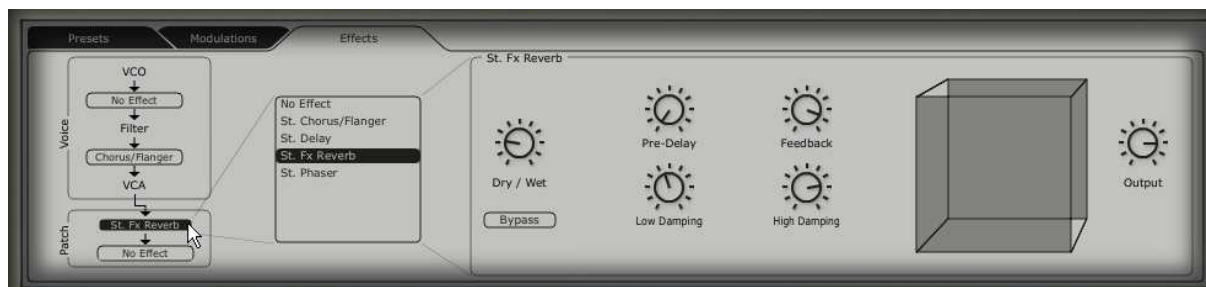 Presets
Modulations
Effects
Voice
VCO
No Effect
Filter
Chorus/Flanger
VCA
Patch
St. Fx Reverb
No Effect
No Effect
St. Chorus/Flanger
St. Delay
St. Fx Reverb
St. Phaser
St. Fx Reverb
Dry / Wet
Bypass
Pre-Delay
Feedback
Low Damping
High Damping
Output